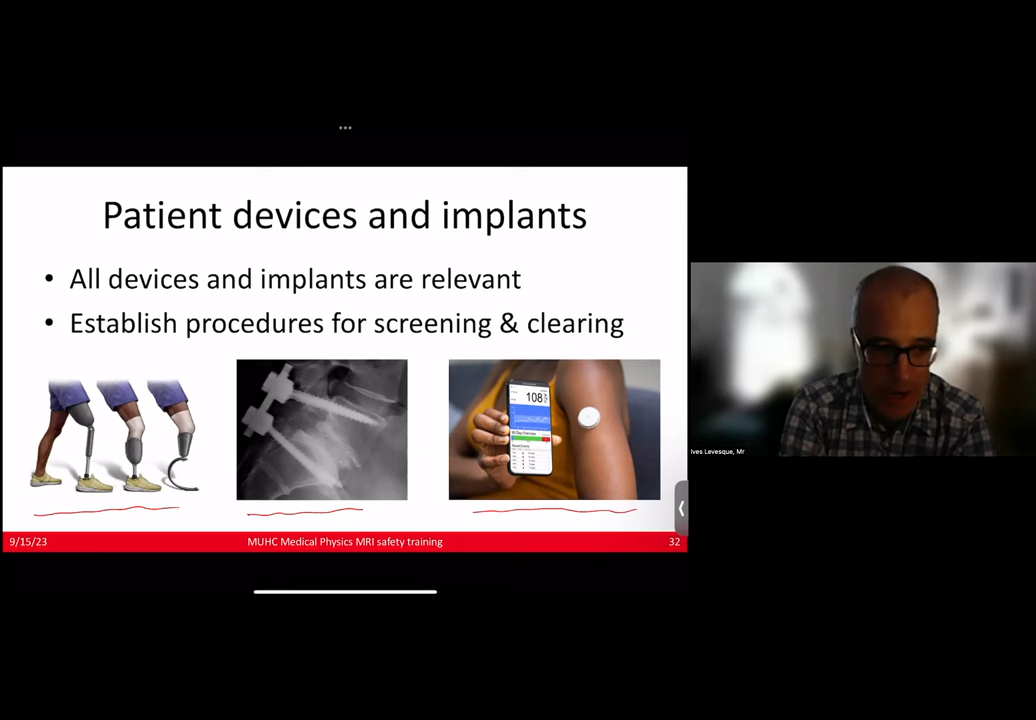 Patient devices and implants
• All devices and implants are relevant
• Establish procedures for screening & clearing
108
9/15/23
MUHC Medical Physics MRI safety training
32
Ives Levesque, Mr